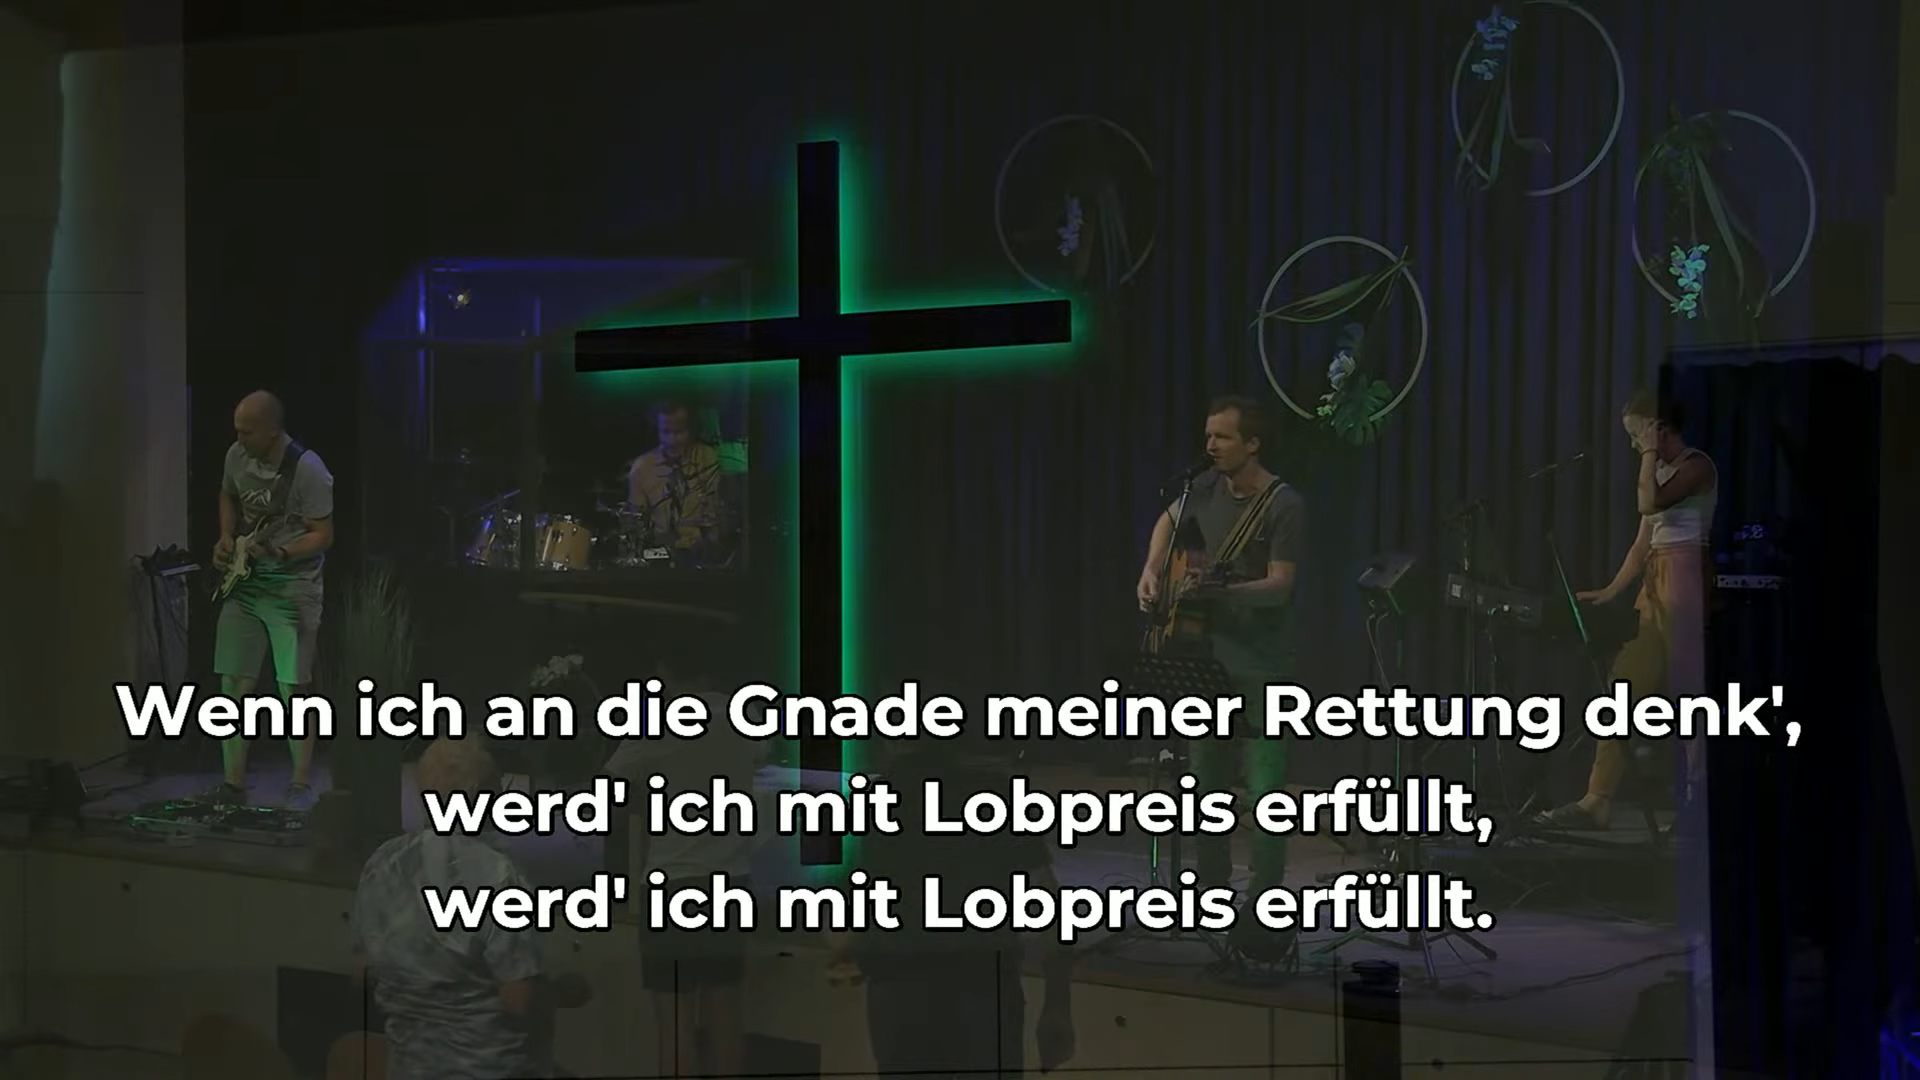 Wenn ich an die Gnade meiner Rettung denk',
werd' ich mit Lobpreis erfüllt,
werd' ich mit Lobpreis erfüllt.